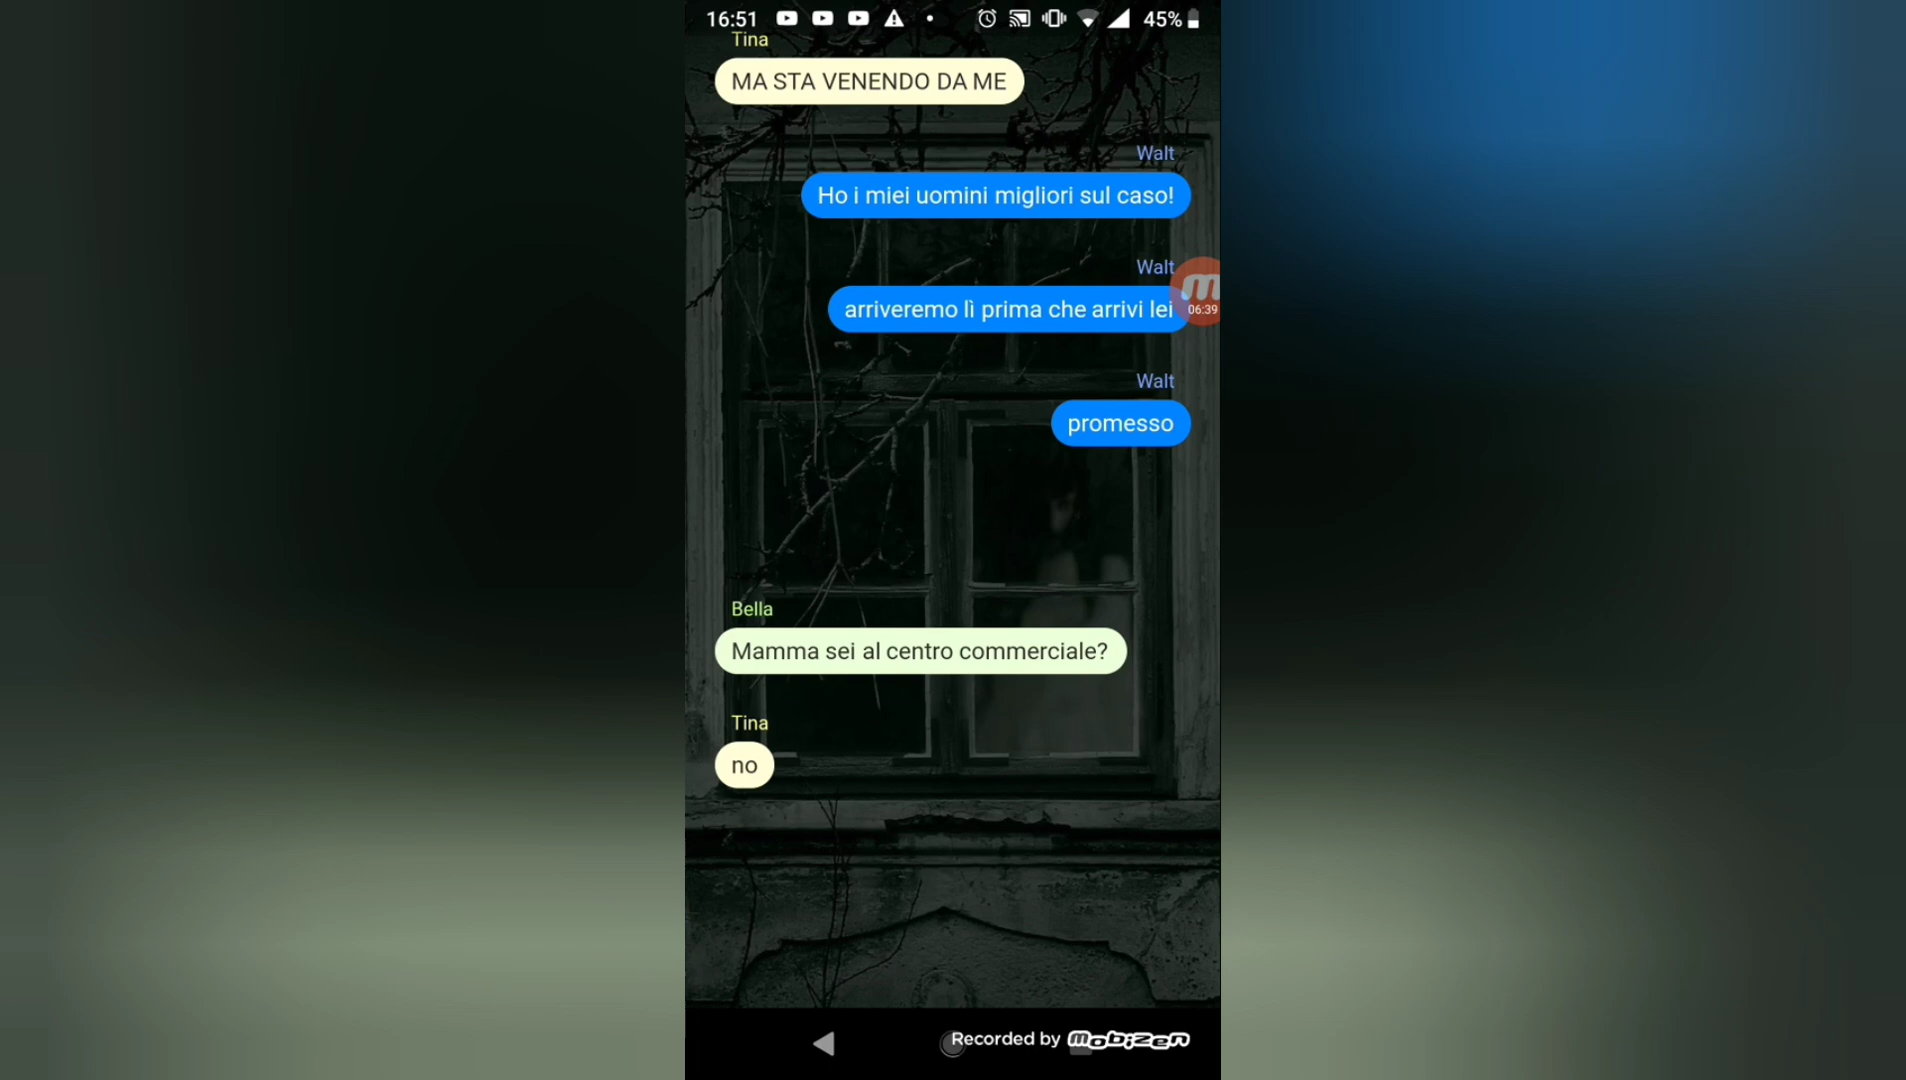 16:51 45%
Tina
MA STA VENENDO DA ME
Walt
Ho i miei uomini migliori sul caso!
Walt
arriveremo lì prima che arrivi lei
06:39
Walt
promesso
Bella
Mamma sei al centro commerciale?
Tina
no
Recorded by mobizen